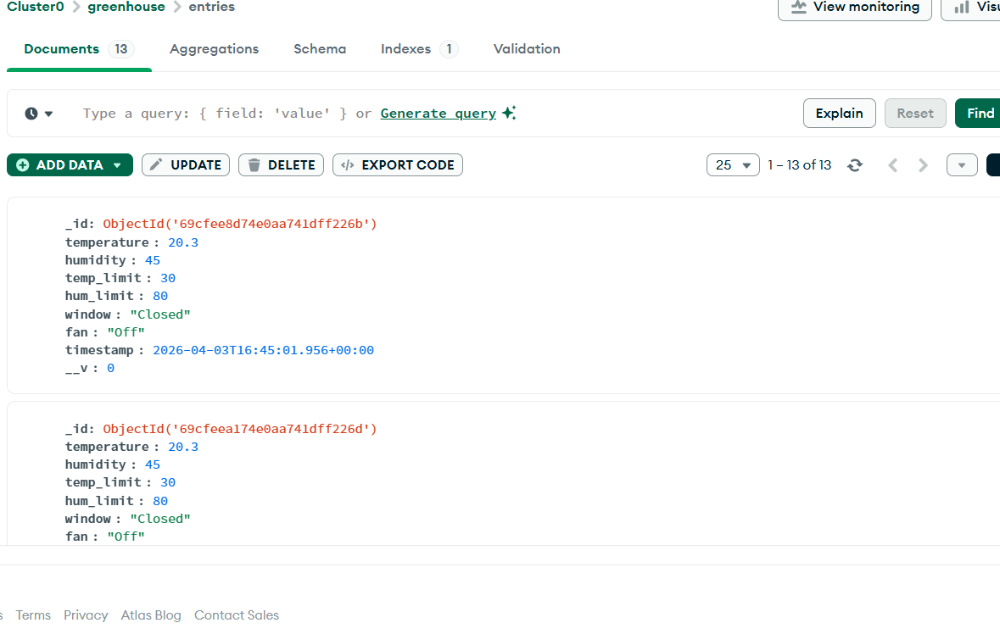 Cluster0 > greenhouse > entries
View monitoring
Documents 13 Aggregations Schema Indexes 1 Validation
Type a query: { field: 'value' } or Generate query
Explain Reset Find
ADD DATA UPDATE DELETE EXPORT CODE 25 1 – 13 of 13
_id: ObjectId('69cfee8d74e0aa741dff226b')
temperature : 20.3
humidity : 45
temp_limit : 30
hum_limit : 80
window : "Closed"
fan : "Off"
timestamp : 2026-04-03T16:45:01.956+00:00
__v : 0
_id: ObjectId('69cfeea174e0aa741dff226d')
temperature : 20.3
humidity : 45
temp_limit : 30
hum_limit : 80
window : "Closed"
fan : "Off"
Terms Privacy Atlas Blog Contact Sales